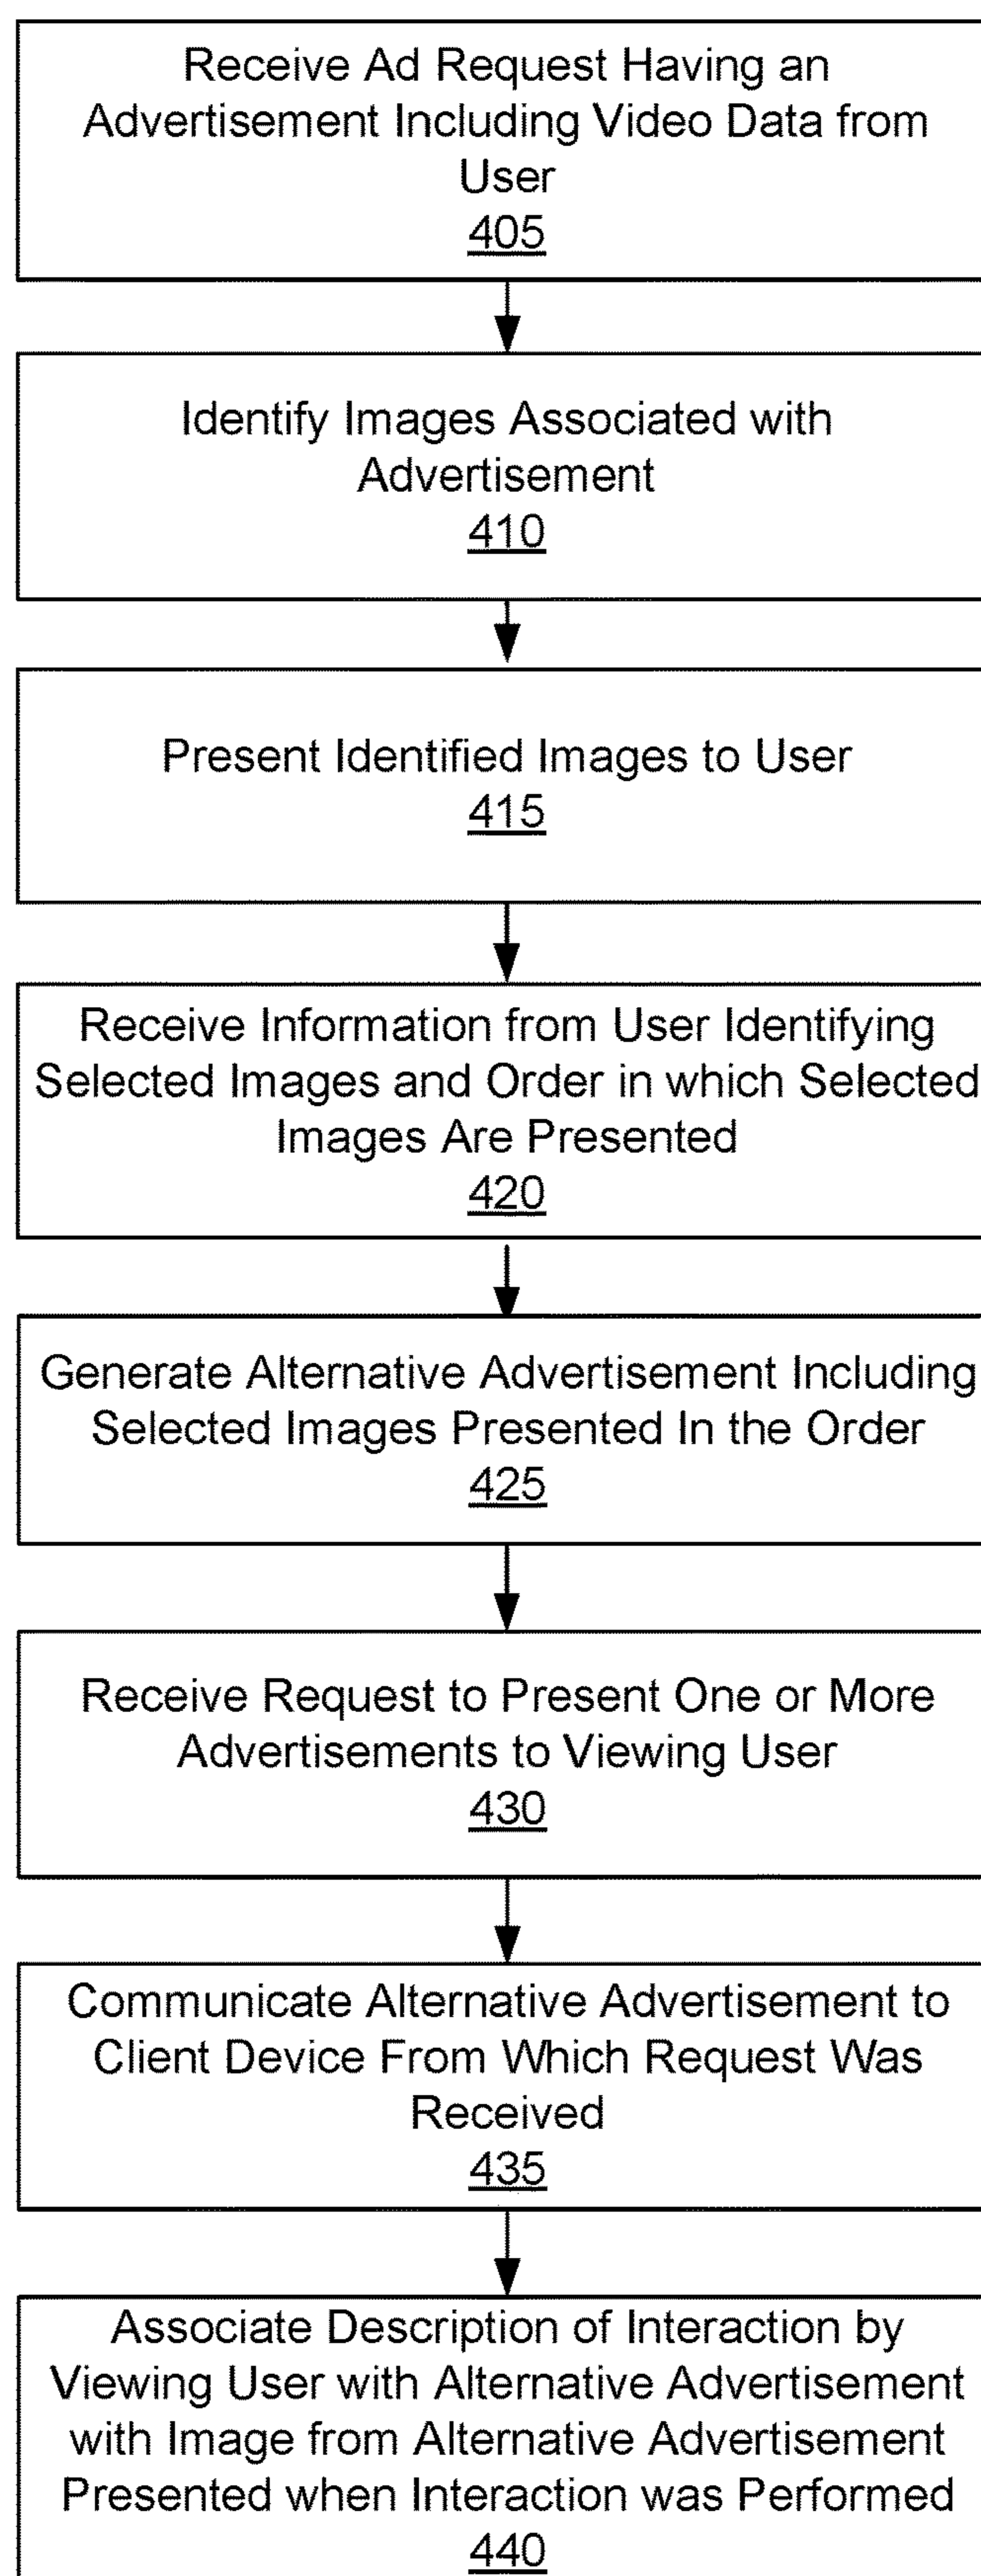 Receive Ad Request Having an
Advertisement Including Video Data from
User
405
Identify Images Associated with
Advertisement
410
Present Identified Images to User
415
Receive Information from User Identifying
Selected Images and Order in which Selected
Images Are Presented
420
Generate Alternative Advertisement Including
Selected Images Presented In the Order
425
Receive Request to Present One or More
Advertisements to Viewing User
430
Communicate Alternative Advertisement to
Client Device From Which Request Was
Received
435
Associate Description of Interaction by
Viewing User with Alternative Advertisement
with Image from Alternative Advertisement
Presented when Interaction was Performed
440